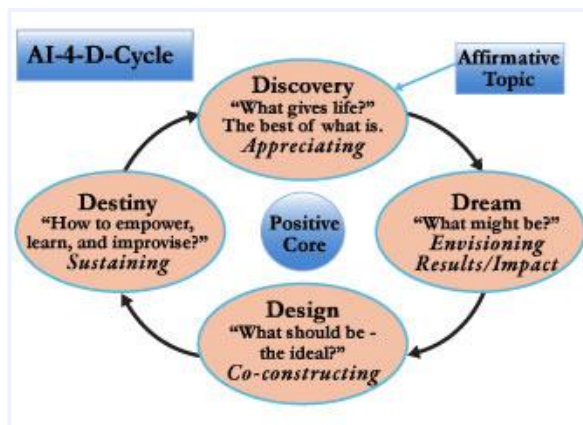 AI-4-D-Cycle
Affirmative
Topic
Discovery
“What gives life?”
The best of what is.
Appreciating
Dream
“What might be?”
Envisioning
Results/Impact
Positive
Core
Design
“What should be -
the ideal?”
Co-constructing
Destiny
“How to empower,
learn, and improvise?”
Sustaining